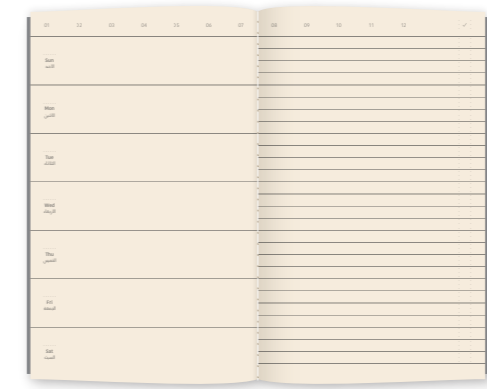 01 02 03 04 05 06 07 08 09 10 11 12 ✓
Sun
الأحد
Mon
الاثنين
Tue
الثلاثاء
Wed
الأربعاء
Thu
الخميس
Fri
الجمعة
Sat
السبت